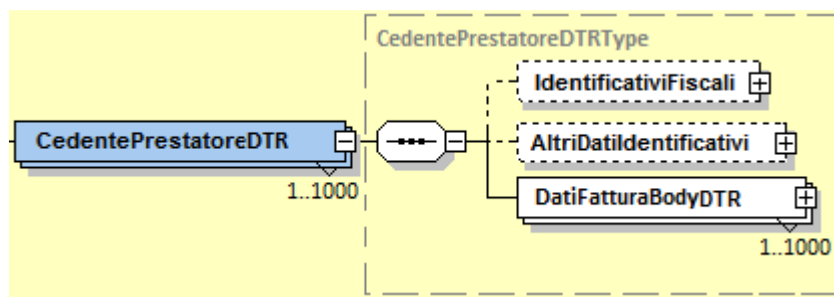 CedentePrestatoreDTRType
IdentificativiFiscali
CedentePrestatoreDTR
1..1000
AltriDatiIdentificativi
DatiFatturaBodyDTR
1..1000